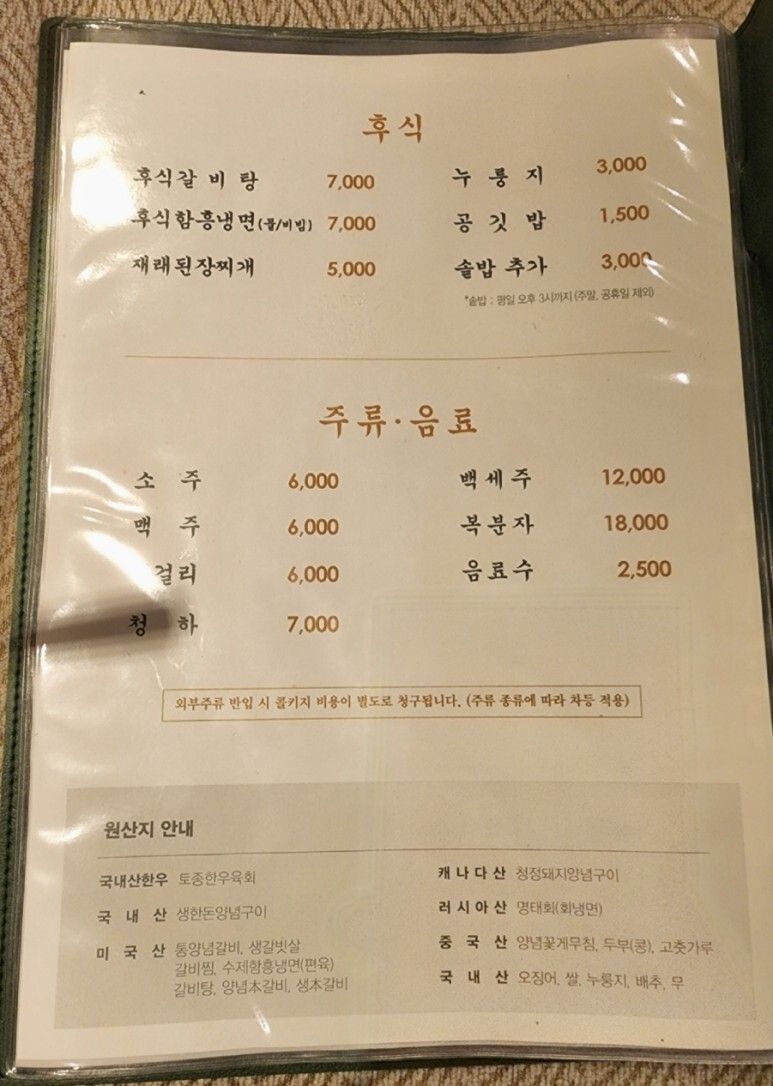 후식
후식갈비탕 7,000
후식함흥냉면(물/비빔) 7,000
재래된장찌개 5,000
누룽지 3,000
공깃밥 1,500
솥밥 추가 3,000
*솥밥 : 평일 오후 3시까지 (주말, 공휴일 제외)
주류·음료
소주 6,000
맥주 6,000
걸리 6,000
청하 7,000
백세주 12,000
복분자 18,000
음료수 2,500
외부주류 반입 시 콜키지 비용이 별도로 청구됩니다. (주류 종류에 따라 차등 적용)
원산지 안내
국내산한우 토종한우육회
국내산 생한돈양념구이
미국산 통양념갈비, 생갈빗살
갈비찜, 수제함흥냉면(편육)
갈비탕, 양념本갈비, 생本갈비
캐나다산 청정돼지양념구이
러시아산 명태회(회냉면)
중국산 양념꽃게무침, 두부(콩), 고춧가루
국내산 오징어, 쌀, 누룽지, 배추, 무